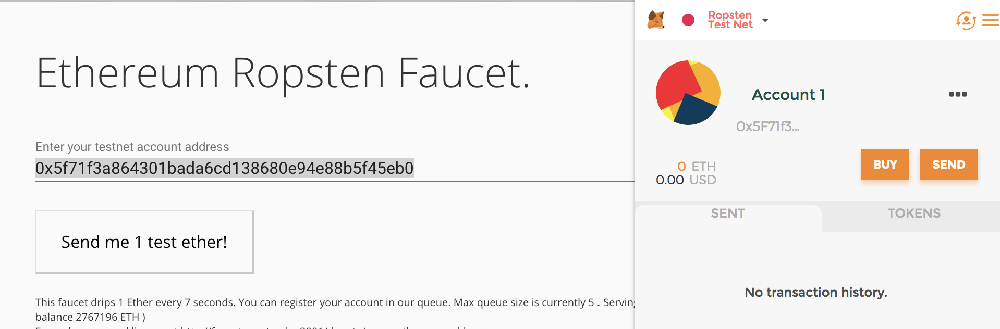 Ethereum Ropsten Faucet.
Enter your testnet account address
0x5f71f3a864301bada6cd138680e94e88b5f45eb0
Send me 1 test ether!
This faucet drips 1 Ether every 7 seconds. You can register your account in our queue. Max queue size is currently 5 . Serving
balance 2767196 ETH )
Ropsten
Test Net
Account 1
0x5F71f3...
0 ETH
0.00 USD
BUY
SEND
SENT
TOKENS
No transaction history.